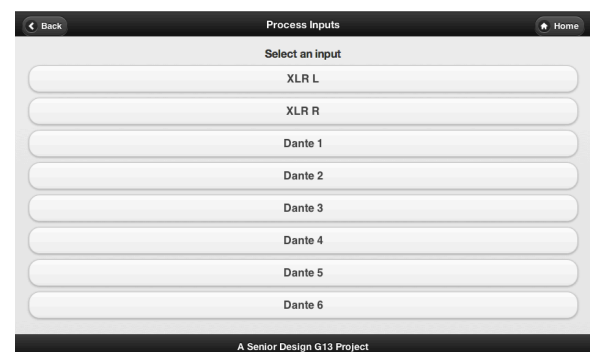 Back Process Inputs Home
Select an input
XLR L
XLR R
Dante 1
Dante 2
Dante 3
Dante 4
Dante 5
Dante 6
A Senior Design G13 Project